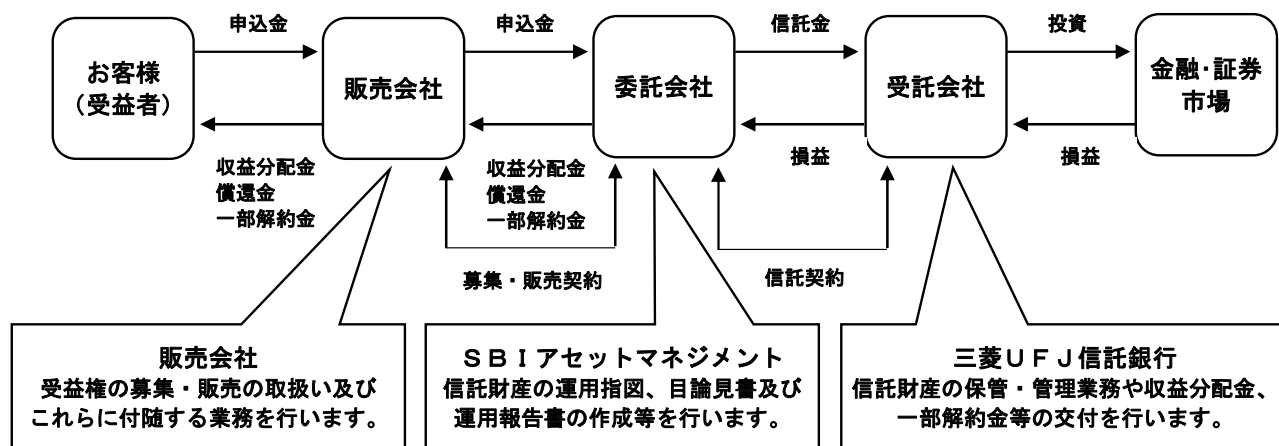 申込金
申込金
信託金
投資
お客様
（受益者）
販売会社
委託会社
受託会社
金融・証券
市場
収益分配金
償還金
一部解約金
収益分配金
償還金
一部解約金
損益
損益
募集・販売契約
信託契約
販売会社
受益権の募集・販売の取扱い及び
これらに付随する業務を行います。
ＳＢＩアセットマネジメント
信託財産の運用指図、目論見書及び
運用報告書の作成等を行います。
三菱ＵＦＪ信託銀行
信託財産の保管・管理業務や収益分配金、
一部解約金等の交付を行います。